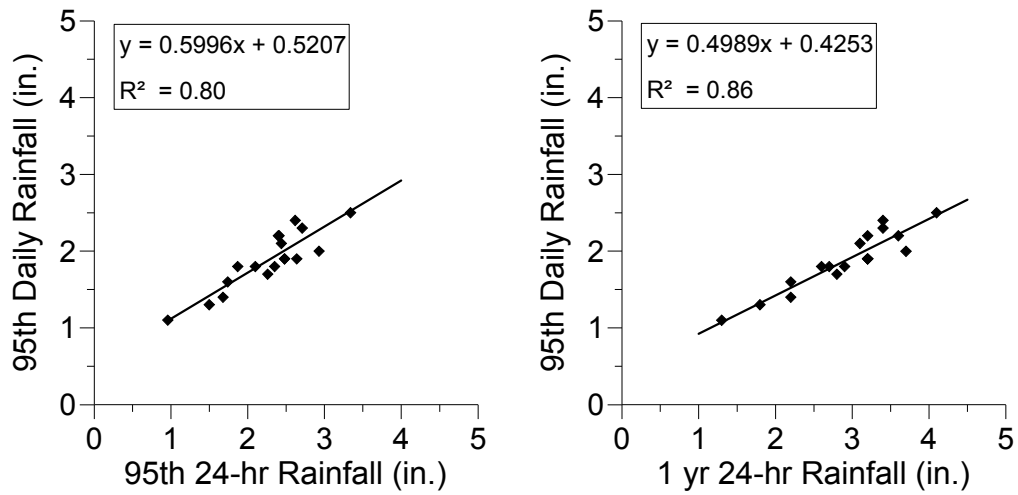 y = 0.5996x + 0.5207
R² = 0.80
95th Daily Rainfall (in.)
5
4
3
2
1
0
0 1 2 3 4 5
95th 24-hr Rainfall (in.)
y = 0.4989x + 0.4253
R² = 0.86
95th Daily Rainfall (in.)
5
4
3
2
1
0
0 1 2 3 4 5
1 yr 24-hr Rainfall (in.)